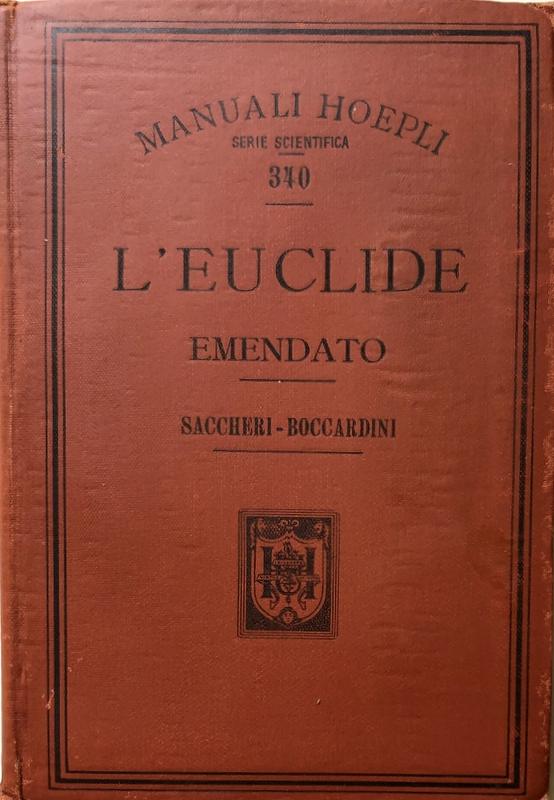 MANUALI HOEPLI
SERIE SCIENTIFICA
340
L'EUCLIDE
EMENDATO
SACCHERI-BOCCARDINI